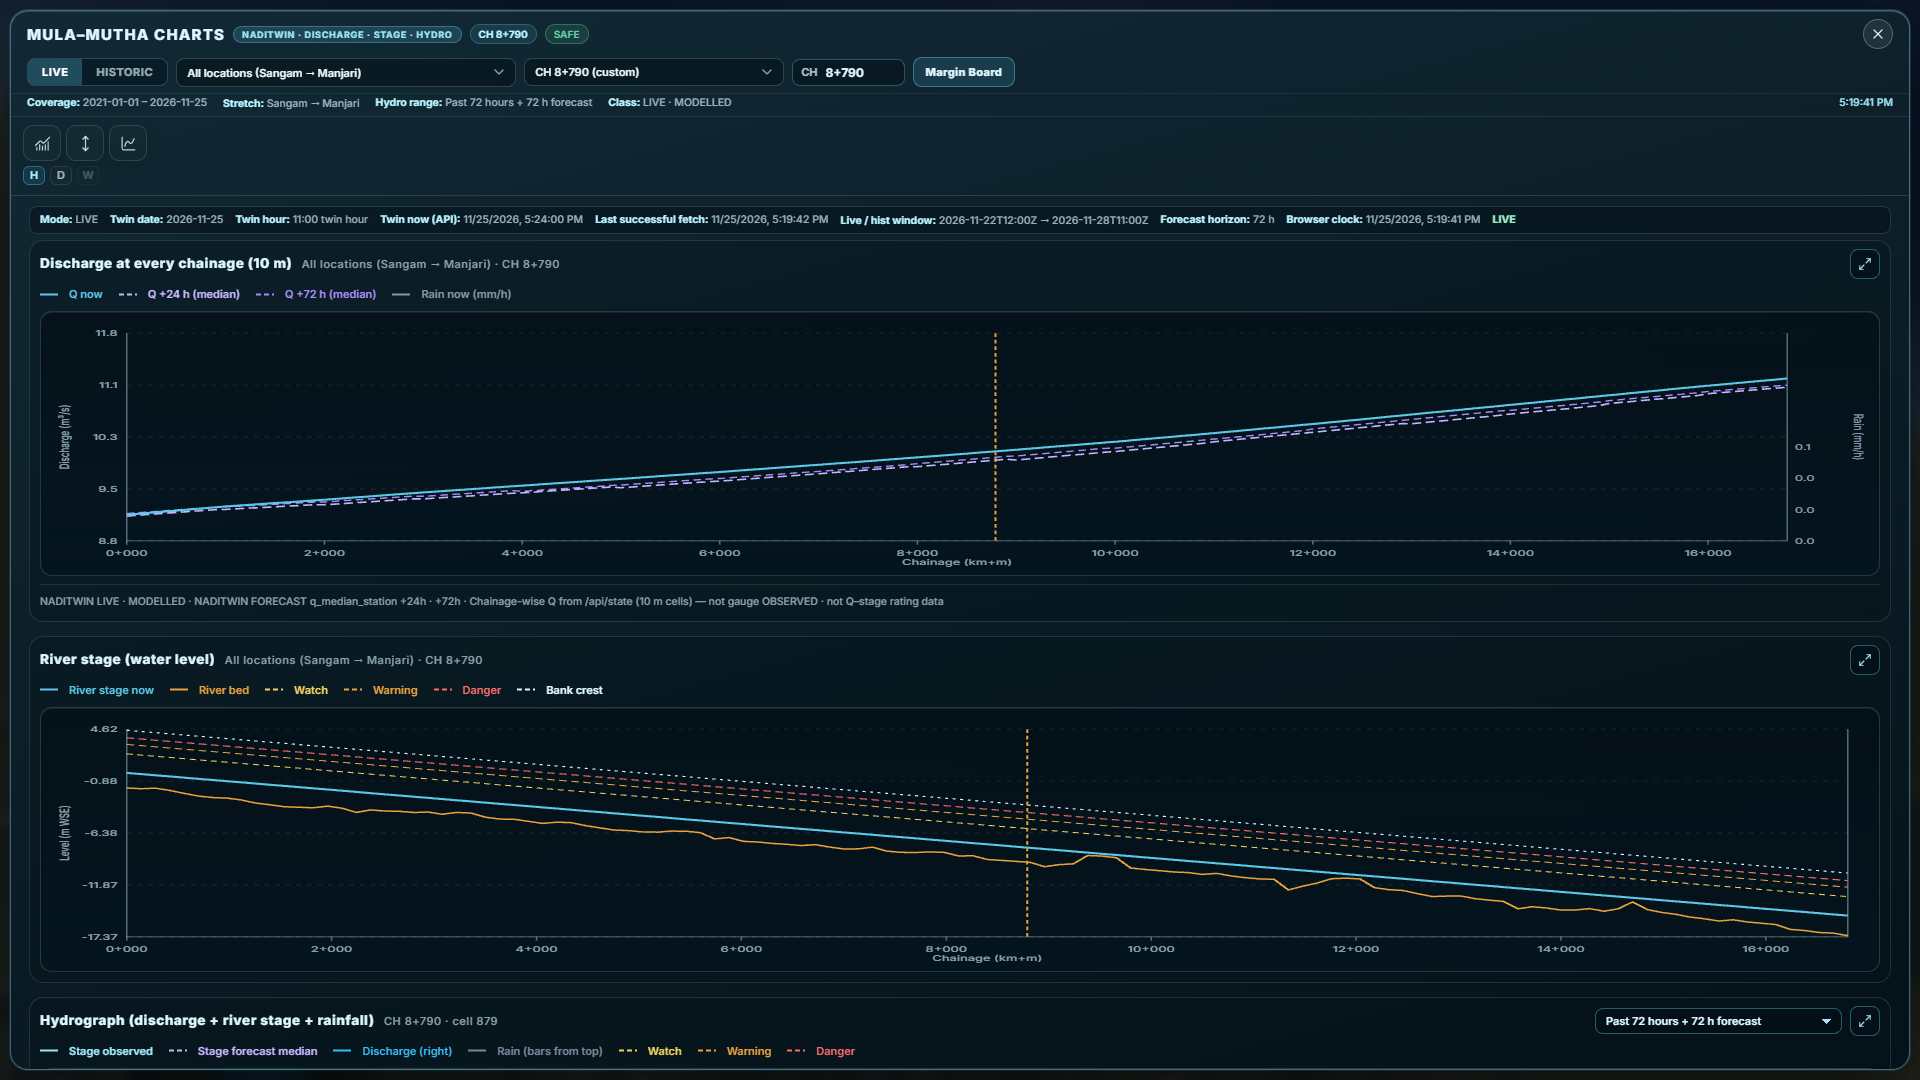 MULA–MUTHA CHARTS NADITWIN · DISCHARGE · STAGE · HYDRO CH 8+790 SAFE
LIVE HISTORIC All locations (Sangam → Manjari) CH 8+790 (custom) CH 8+790 Margin Board
Coverage: 2021-01-01 – 2026-11-25 Stretch: Sangam → Manjari Hydro range: Past 72 hours + 72 h forecast Class: LIVE · MODELLED 5:19:41 PM
H D W
Mode: LIVE Twin date: 2026-11-25 Twin hour: 11:00 twin hour Twin now (API): 11/25/2026, 5:24:00 PM Last successful fetch: 11/25/2026, 5:19:42 PM Live / hist window: 2026-11-22T12:00Z → 2026-11-28T11:00Z Forecast horizon: 72 h Browser clock: 11/25/2026, 5:19:41 PM LIVE
Discharge at every chainage (10 m) All locations (Sangam → Manjari) · CH 8+790
Q now Q +24 h (median) Q +72 h (median) Rain now (mm/h)
11.8
11.1
10.3
9.5
8.8
Discharge (m³/s)
0.1
0.0
0.0
0.0
Rain (mm/h)
0+000 2+000 4+000 6+000 8+000 10+000 12+000 14+000 16+000
Chainage (km+m)
NADITWIN LIVE · MODELLED · NADITWIN FORECAST q_median_station +24h · +72h · Chainage-wise Q from /api/state (10 m cells) — not gauge OBSERVED · not Q–stage rating data
River stage (water level) All locations (Sangam → Manjari) · CH 8+790
River stage now River bed Watch Warning Danger Bank crest
4.62
-0.88
-6.38
-11.87
-17.37
Level (m WSE)
0+000 2+000 4+000 6+000 8+000 10+000 12+000 14+000 16+000
Chainage (km+m)
Hydrograph (discharge + river stage + rainfall) CH 8+790 · cell 879 Past 72 hours + 72 h forecast
Stage observed Stage forecast median Discharge (right) Rain (bars from top) Watch Warning Danger